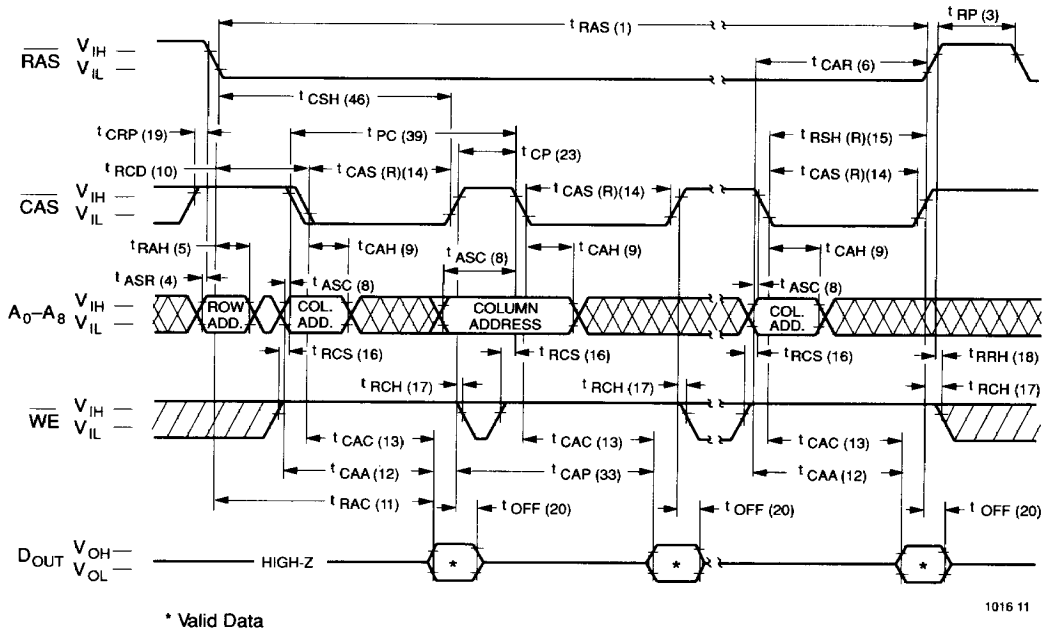 t RAS (1)
t RP (3)
RAS V IH
V IL
t CAR (6)
t CSH (46)
t CRP (19)
t PC (39)
t RSH (R)(15)
t CP (23)
t RCD (10)
t CAS (R)(14)
t CAS (R)(14)
t CAS (R)(14)
CAS V IH
V IL
t RAH (5)
t CAH (9)
t ASC (8)
t CAH (9)
t CAH (9)
t ASR (4)
t ASC (8)
t ASC (8)
A0–A8 V IH
V IL
ROW ADD.
COL. ADD.
COLUMN ADDRESS
COL. ADD.
t RCS (16)
t RCS (16)
t RCS (16)
t RRH (18)
t RCH (17)
t RCH (17)
t RCH (17)
WE V IH
V IL
t CAC (13)
t CAC (13)
t CAC (13)
t CAA (12)
t CAP (33)
t CAA (12)
t RAC (11)
t OFF (20)
t OFF (20)
t OFF (20)
DOUT V OH
V OL
HIGH-Z
*
*
*
1016 11
* Valid Data